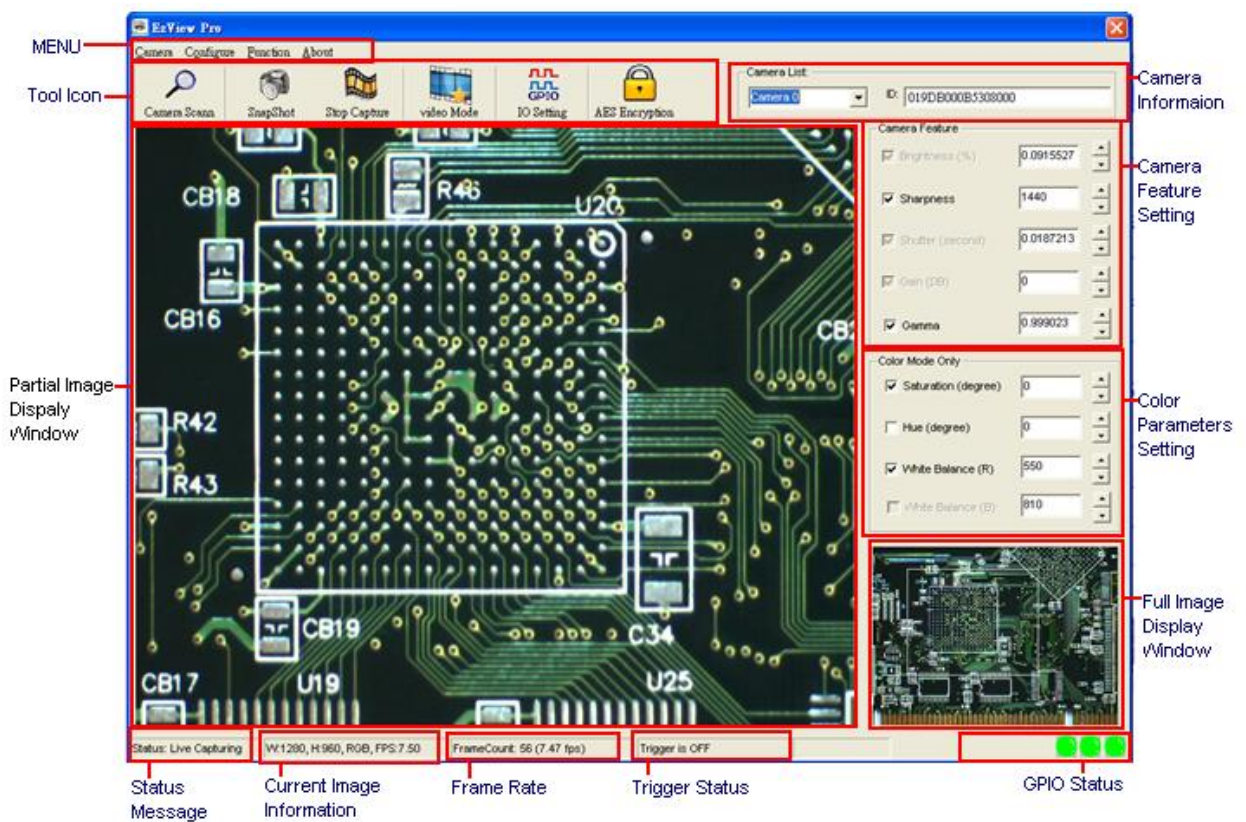 EzView Pro
MENU
Camera Configure Function About
Tool Icon
Camera Scann
SnapShot
Stop Capture
video Mode
GPIO
IO Setting
AES Encryption
Camera List:
Camera 0
ID: 019DB000B5308000
Camera
Informaion
Camera Feature
Brightness (%) 0.0915527
Sharpness 1440
Shutter (second) 0.0187213
Gain (DB) 0
Gamma 0.999023
Camera
Feature
Setting
Color Mode Only
Saturation (degree) 0
Hue (degree) 0
White Balance (R) 550
White Balance (B) 810
Color
Parameters
Setting
Partial Image
Dispaly
Window
CB18
R46
U20
CB16
CB2
R42
R43
CB19
C34
CB17
U19
U25
Full Image
Display
Window
Status: Live Capturing
W:1280, H:960, RGB, FPS:7.50
FrameCount: 56 (7.47 fps)
Trigger is OFF
Status
Message
Current Image
Information
Frame Rate
Trigger Status
GPIO Status